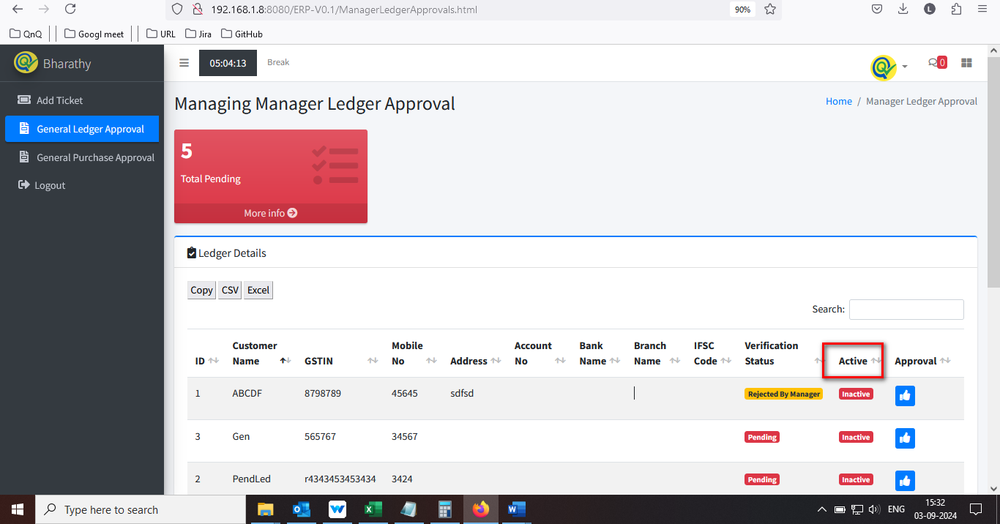 192.168.1.8:8080/ERP-V0.1/ManagerLedgerApprovals.html
90%
L
QnQ
Googl meet
URL
Jira
GitHub
Bharathy
05:04:13
Break
0
Add Ticket
General Ledger Approval
General Purchase Approval
Logout
Managing Manager Ledger Approval
Home / Manager Ledger Approval
5
Total Pending
More info
Ledger Details
Copy CSV Excel
Search:
ID Customer Name GSTIN Mobile No Address Account No Bank Name Branch Name IFSC Code Verification Status Active Approval
1 ABCDF 8798789 45645 sdfsd Rejected By Manager Inactive
3 Gen 565767 34567 Pending Inactive
2 PendLed r4343453453434 3424 Pending Inactive
Type here to search
ENG
15:32
03-09-2024